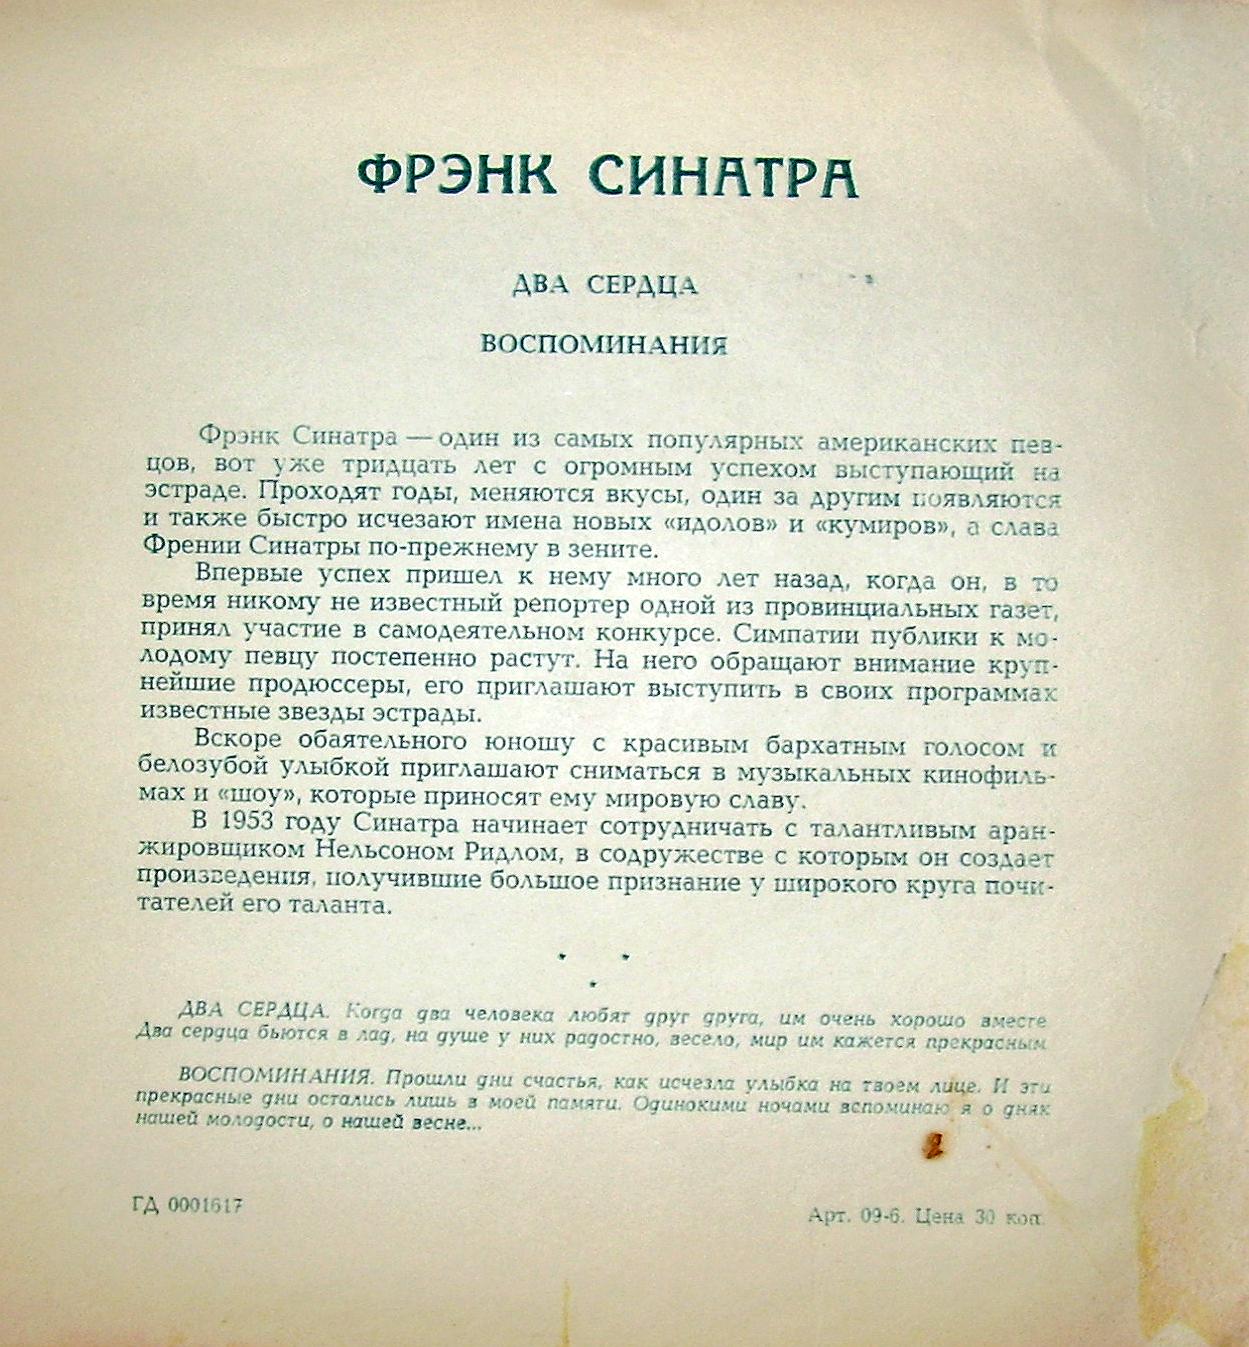 ФРЭНК СИНАТРА
ДВА СЕРДЦА
ВОСПОМИНАНИЯ
Фрэнк Синатра — один из самых популярных американских пев-
цов, вот уже тридцать лет с огромным успехом выступающий на
эстраде. Проходят годы, меняются вкусы, один за другим появляются
и также быстро исчезают имена новых «идолов» и «кумиров», а слава
Френии Синатры по-прежнему в зените.
Впервые успех пришел к нему много лет назад, когда он, в то
время никому не известный репортер одной из провинциальных газет,
принял участие в самодеятельном конкурсе. Симпатии публики к мо-
лодому певцу постепенно растут. На него обращают внимание круп-
нейшие продюссеры, его приглашают выступить в своих программах
известные звезды эстрады.
Вскоре обаятельного юношу с красивым бархатным голосом и
белозубой улыбкой приглашают сниматься в музыкальных кинофиль-
мах и «шоу», которые приносят ему мировую славу.
В 1953 году Синатра начинает сотрудничать с талантливым аран-
жировщиком Нельсоном Ридлом, в содружестве с которым он создает
произведения, получившие большое признание у широкого круга почи-
тателей его таланта.
ДВА СЕРДЦА. Когда два человека любят друг друга, им очень хорошо вместе
Два сердца бьются в лад, на душе у них радостно, весело, мир им кажется прекрасным
ВОСПОМИНАНИЯ. Прошли дни счастья, как исчезла улыбка на твоем лице. И эти
прекрасные дни остались лишь в моей памяти. Одинокими ночами вспоминаю я о днях
нашей молодости, о нашей весне...
ГД 0001617
Арт. 09-6. Цена 30 коп.